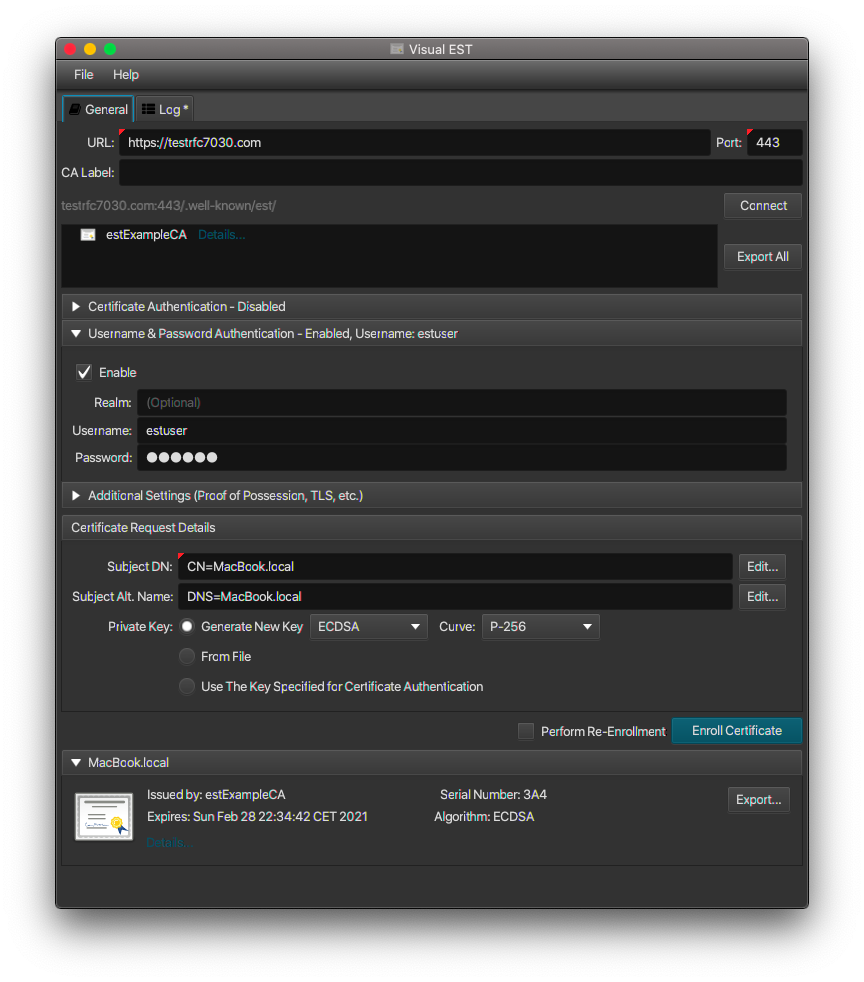 Visual EST
File Help
General Log *
URL: https://testrfc7030.com Port: 443
CA Label:
testrfc7030.com:443/.well-known/est/ Connect
estExampleCA Details...
Export All
Certificate Authentication - Disabled
Username & Password Authentication - Enabled, Username: estuser
Enable
Realm: (Optional)
Username: estuser
Password: ●●●●●●
Additional Settings (Proof of Possession, TLS, etc.)
Certificate Request Details
Subject DN: CN=MacBook.local Edit...
Subject Alt. Name: DNS=MacBook.local Edit...
Private Key: Generate New Key ECDSA Curve: P-256
From File
Use The Key Specified for Certificate Authentication
Perform Re-Enrollment Enroll Certificate
MacBook.local
Issued by: estExampleCA Serial Number: 3A4 Export...
Expires: Sun Feb 28 22:34:42 CET 2021 Algorithm: ECDSA
Details...